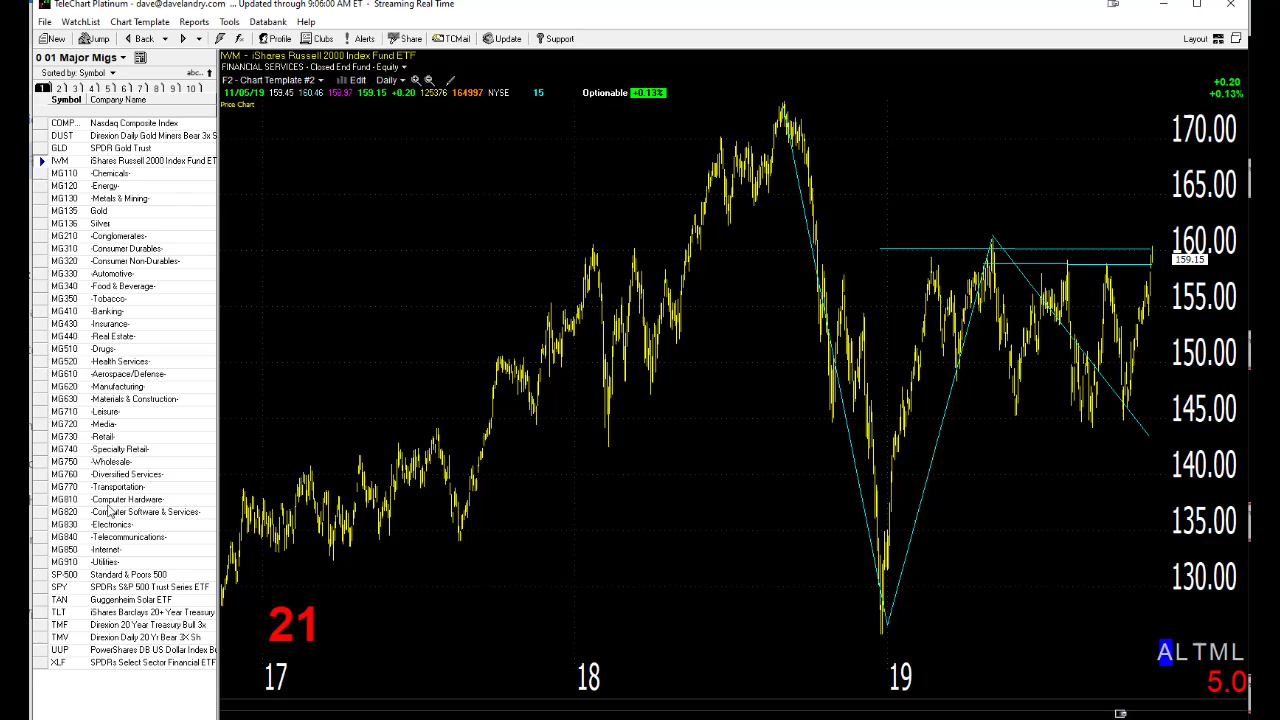 TeleChart Platinum - dave@davelandry.com ... Updated through 9:06:00 AM ET - Streaming Real Time
File WatchList Chart Template Reports Tools Databank Help
New Jump Back Profile Clubs Alerts Share TCMail Update Support Layout
0 01 Major Migs
Sorted by: Symbol abc..
1 2 3 4 5 6 7 8 9 10
Symbol Company Name
COMP... Nasdaq Composite Index
DUST Direxion Daily Gold Miners Bear 3x S
GLD SPDR Gold Trust
IWM iShares Russell 2000 Index Fund ET
MG110 -Chemicals-
MG120 -Energy-
MG130 -Metals & Mining-
MG135 Gold
MG136 Silver
MG210 -Conglomerates-
MG310 -Consumer Durables-
MG320 -Consumer Non-Durables-
MG330 -Automotive-
MG340 -Food & Beverage-
MG350 -Tobacco-
MG410 -Banking-
MG430 -Insurance-
MG440 -Real Estate-
MG510 -Drugs-
MG520 -Health Services-
MG610 -Aerospace/Defense-
MG620 -Manufacturing-
MG630 -Materials & Construction-
MG710 -Leisure-
MG720 -Media-
MG730 -Retail-
MG740 -Specialty Retail-
MG750 -Wholesale-
MG760 -Diversified Services-
MG770 -Transportation-
MG810 -Computer Hardware-
MG820 -Computer Software & Services-
MG830 -Electronics-
MG840 -Telecommunications-
MG850 -Internet-
MG910 -Utilities-
SP-500 Standard & Poors 500
SPY SPDRs S&P 500 Trust Series ETF
TAN Guggenheim Solar ETF
TLT iShares Barclays 20+ Year Treasury
TMF Direxion Daily 20 Year Treasury Bull 3x
TMV Direxion Daily 20 Yr Bear 3X Sh
UUP PowerShares DB US Dollar Index Bu
XLF SPDRs Select Sector Financial ETF
IWM - iShares Russell 2000 Index Fund ETF
FINANCIAL SERVICES - Closed End Fund - Equity
F2 - Chart Template #2 Edit Daily
11/05/19 159.45 160.46 158.97 159.15 +0.20 125376 164997 NYSE 15 Optionable +0.13%
Price Chart
+0.20
+0.13%
170.00
165.00
160.00
159.15
155.00
150.00
145.00
140.00
135.00
130.00
21
17 18 19
A L T M L
5.0